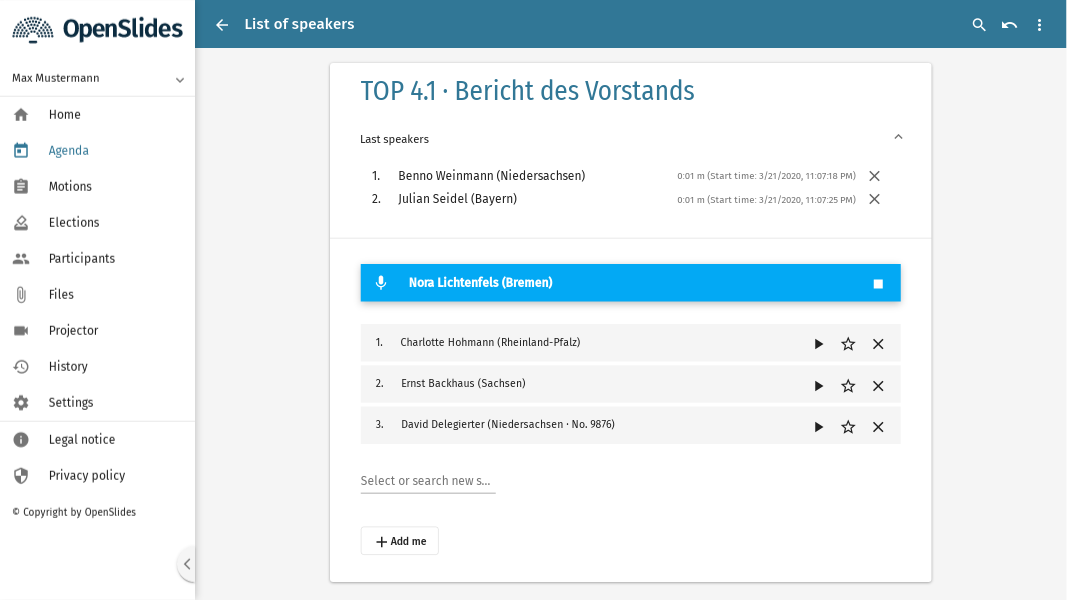 OpenSlides
List of speakers
Max Mustermann
Home
Agenda
Motions
Elections
Participants
Files
Projector
History
Settings
Legal notice
Privacy policy
© Copyright by OpenSlides
TOP 4.1 · Bericht des Vorstands
Last speakers
1. Benno Weinmann (Niedersachsen) 0:01 m (Start time: 3/21/2020, 11:07:18 PM)
2. Julian Seidel (Bayern) 0:01 m (Start time: 3/21/2020, 11:07:25 PM)
Nora Lichtenfels (Bremen)
1. Charlotte Hohmann (Rheinland-Pfalz)
2. Ernst Backhaus (Sachsen)
3. David Delegierter (Niedersachsen · No. 9876)
Select or search new s...
Add me